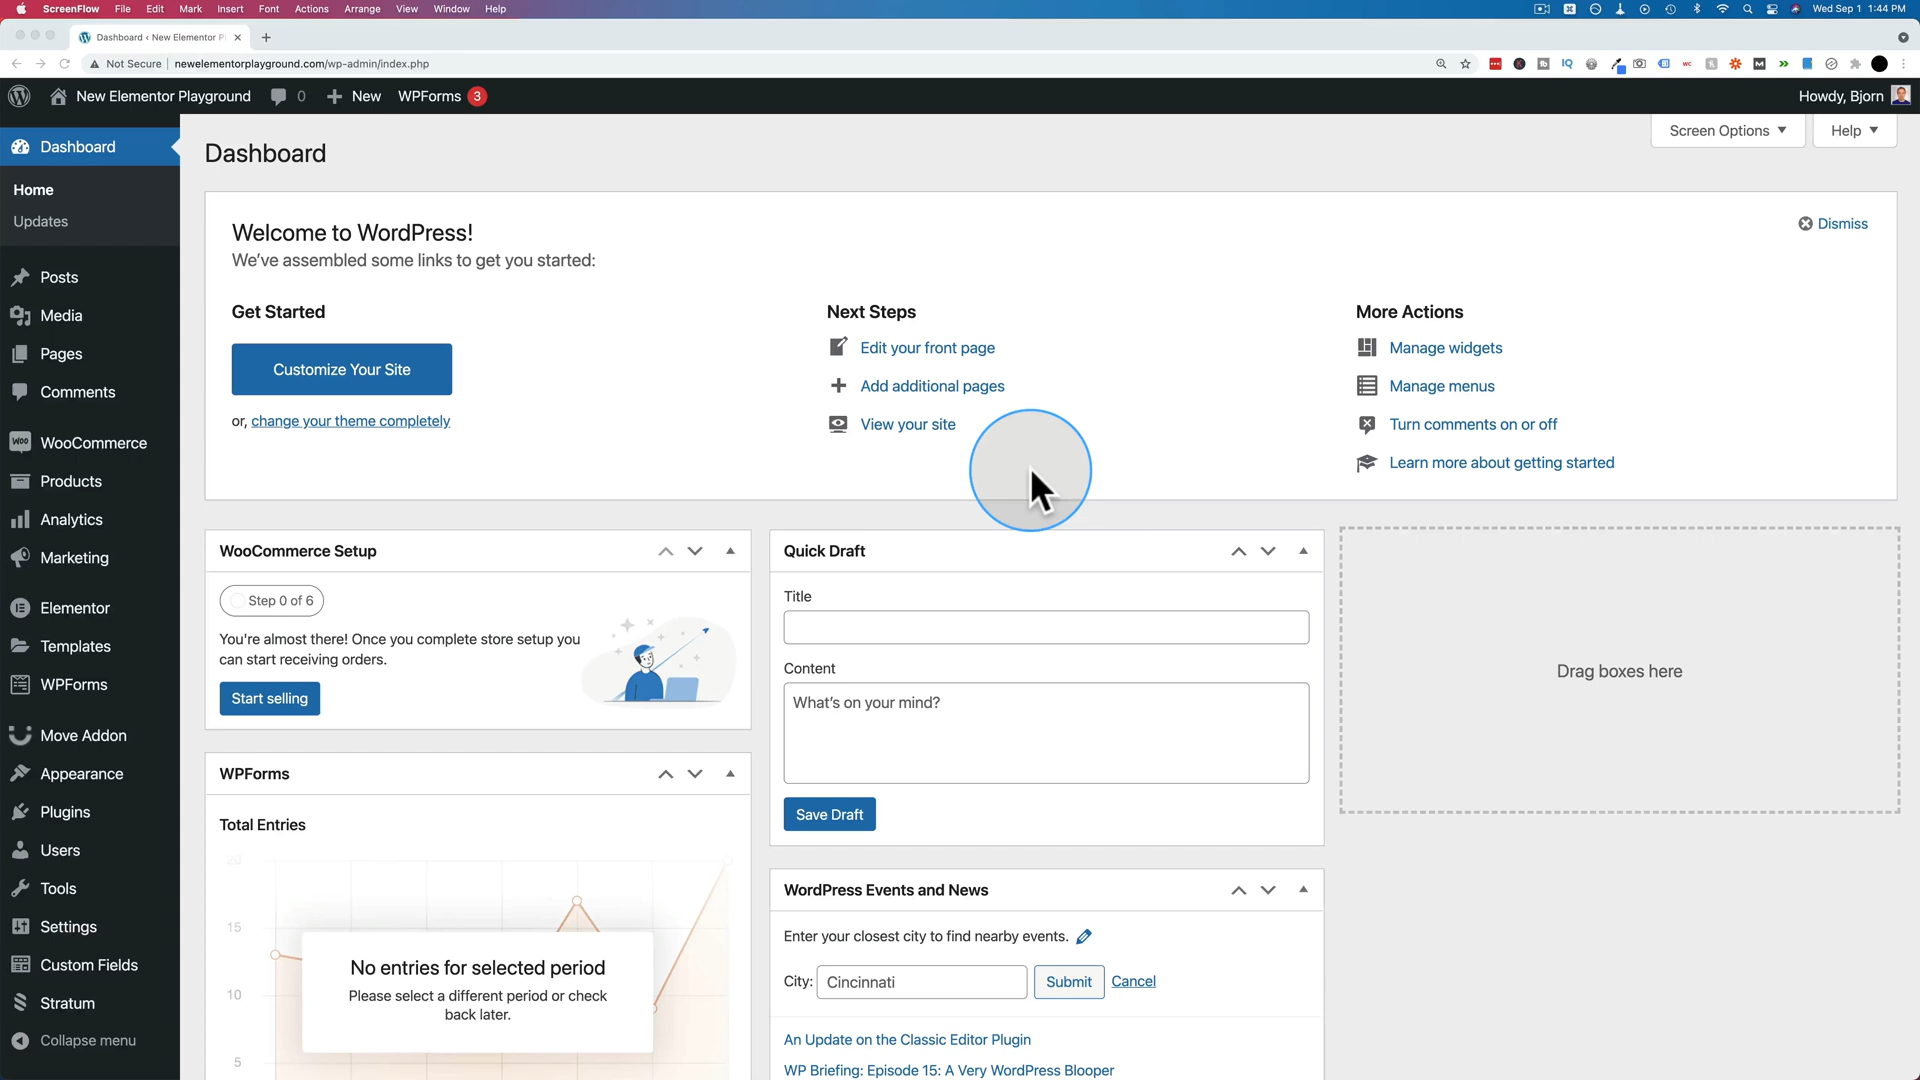 ScreenFlow File Edit Mark Insert Font Actions Arrange View Window Help
Wed Sep 1 1:44 PM
Dashboard ‹ New Elementor Pl
Not Secure newelementorplayground.com/wp-admin/index.php
New Elementor Playground 0 New WPForms 3
Howdy, Bjorn
Screen Options Help
Dashboard
Home
Updates
Posts
Media
Pages
Comments
WooCommerce
Products
Analytics
Marketing
Elementor
Templates
WPForms
Move Addon
Appearance
Plugins
Users
Tools
Settings
Custom Fields
Stratum
Collapse menu
Dashboard
Welcome to WordPress!
We've assembled some links to get you started:
Dismiss
Get Started
Customize Your Site
or, change your theme completely
Next Steps
Edit your front page
Add additional pages
View your site
More Actions
Manage widgets
Manage menus
Turn comments on or off
Learn more about getting started
WooCommerce Setup
Step 0 of 6
You're almost there! Once you complete store setup you
can start receiving orders.
Start selling
WPForms
Total Entries
20
15
10
5
No entries for selected period
Please select a different period or check
back later.
Quick Draft
Title
Content
What's on your mind?
Save Draft
WordPress Events and News
Enter your closest city to find nearby events.
City: Cincinnati Submit Cancel
An Update on the Classic Editor Plugin
WP Briefing: Episode 15: A Very WordPress Blooper
Drag boxes here